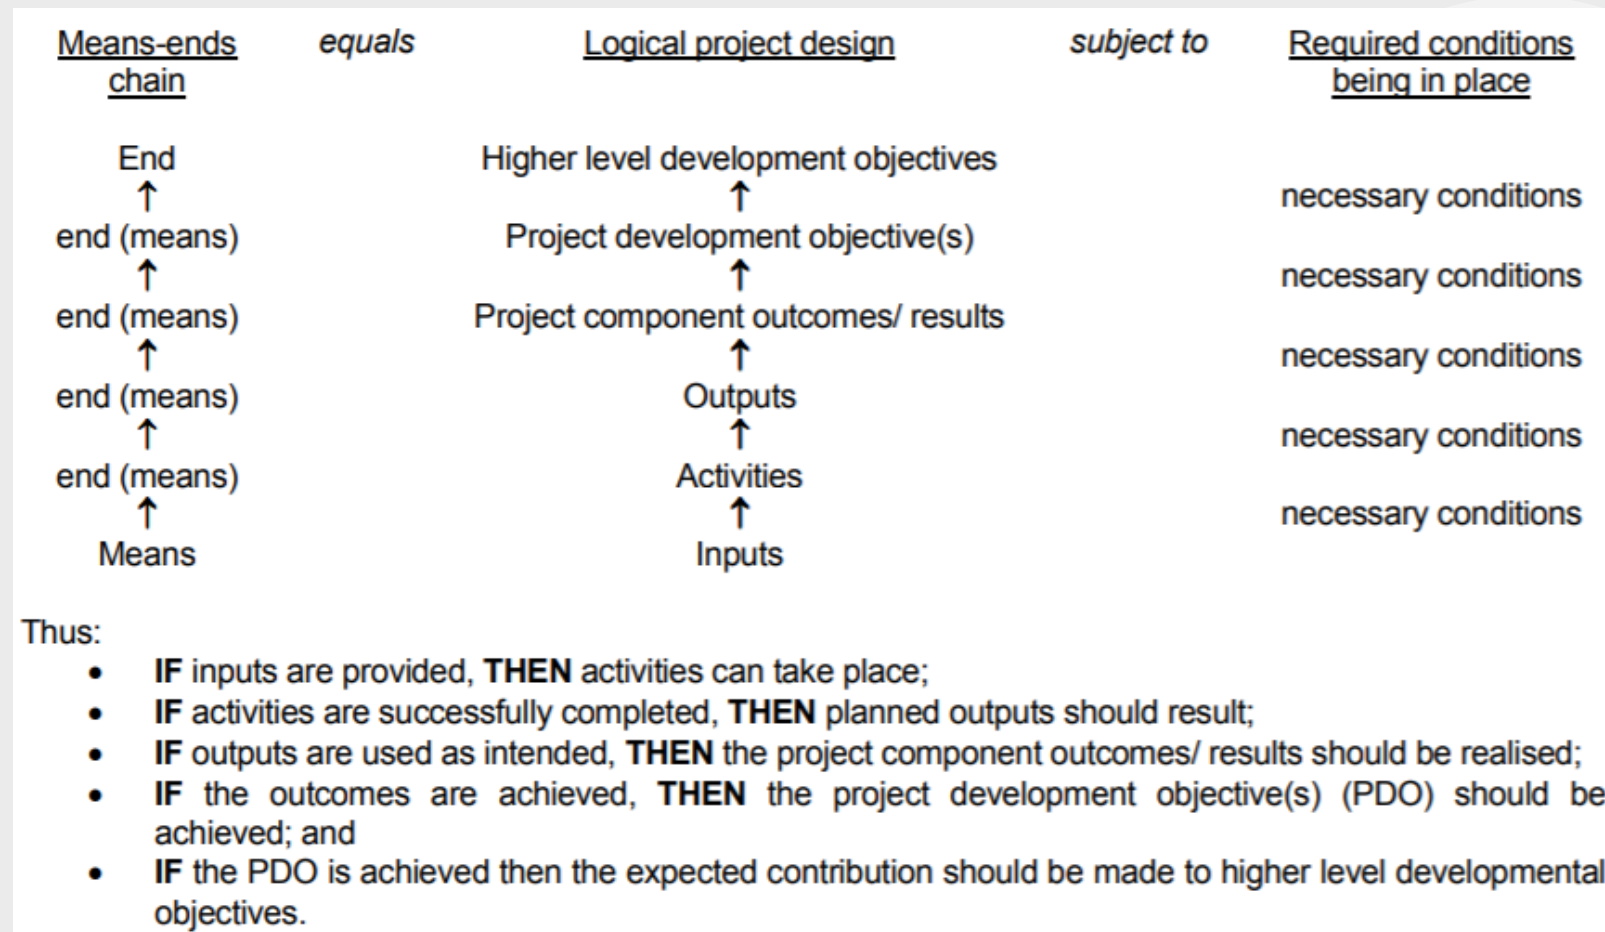 Means-ends equals Logical project design subject to Required conditions
chain being in place
End Higher level development objectives
↑ ↑ necessary conditions
end (means) Project development objective(s)
↑ ↑ necessary conditions
end (means) Project component outcomes/ results
↑ ↑ necessary conditions
end (means) Outputs
↑ ↑ necessary conditions
end (means) Activities
↑ ↑ necessary conditions
Means Inputs
Thus:
• IF inputs are provided, THEN activities can take place;
• IF activities are successfully completed, THEN planned outputs should result;
• IF outputs are used as intended, THEN the project component outcomes/ results should be realised;
• IF the outcomes are achieved, THEN the project development objective(s) (PDO) should be
achieved; and
• IF the PDO is achieved then the expected contribution should be made to higher level developmental
objectives.